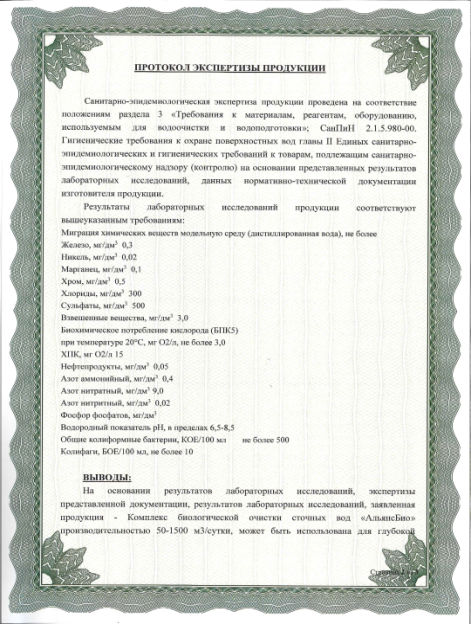 ПРОТОКОЛ ЭКСПЕРТИЗЫ ПРОДУКЦИИ
Санитарно-эпидемиологическая экспертиза продукции проведена на соответствие
положениям раздела 3 «Требования к материалам, реагентам, оборудованию,
используемым для водоочистки и водоподготовки»; СанПиН 2.1.5.980-00.
Гигиенические требования к охране поверхностных вод главы II Единых санитарно-
эпидемиологических и гигиенических требований к товарам, подлежащим санитарно-
эпидемиологическому надзору (контролю) на основании представленных результатов
лабораторных исследований, данных нормативно-технической документации
изготовителя продукции.
Результаты лабораторных исследований продукции соответствуют
вышеуказанным требованиям:
Миграция химических веществ модельную среду (дистиллированная вода), не более
Железо, мг/дм³ 0,3
Никель, мг/дм³ 0,02
Марганец, мг/дм³ 0,1
Хром, мг/дм³ 0,5
Хлориды, мг/дм³ 300
Сульфаты, мг/дм³ 500
Взвешенные вещества, мг/дм³ 3,0
Биохимическое потребление кислорода (БПК5)
при температуре 20°С, мг О2/л, не более 3,0
ХПК, мг О2/л 15
Нефтепродукты, мг/дм³ 0,05
Азот аммонийный, мг/дм³ 0,4
Азот нитратный, мг/дм³ 9,0
Азот нитритный, мг/дм³ 0,02
Фосфор фосфатов, мг/дм³
Водородный показатель pH, в пределах 6,5-8,5
Общие колиформные бактерии, КОЕ/100 мл не более 500
Колифаги, БОЕ/100 мл, не более 10
ВЫВОДЫ:
На основании результатов лабораторных исследований, экспертизы
представленной документации, результатов лабораторных исследований, заявленная
продукция - Комплекс биологической очистки сточных вод «АльянсБио»
производительностью 50-1500 м3/сутки, может быть использована для глубокой